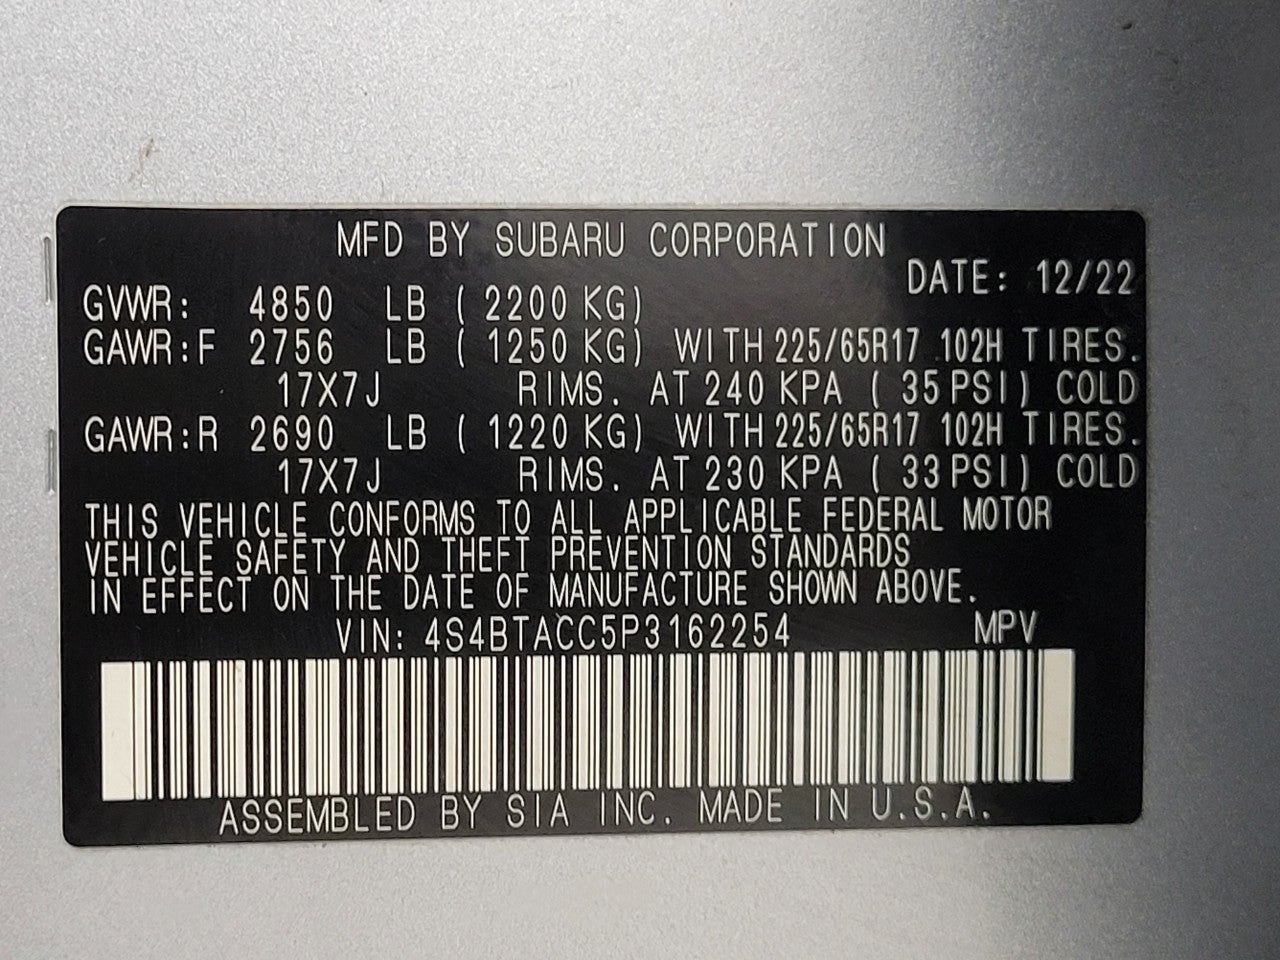 MFD BY SUBARU CORPORATION
DATE: 12/22
GVWR: 4850 LB ( 2200 KG)
GAWR:F 2756 LB ( 1250 KG) WITH 225/65R17 102H TIRES.
17X7J RIMS. AT 240 KPA ( 35 PSI) COLD
GAWR:R 2690 LB ( 1220 KG) WITH 225/65R17 102H TIRES.
17X7J RIMS. AT 230 KPA ( 33 PSI) COLD
THIS VEHICLE CONFORMS TO ALL APPLICABLE FEDERAL MOTOR
VEHICLE SAFETY AND THEFT PREVENTION STANDARDS
IN EFFECT ON THE DATE OF MANUFACTURE SHOWN ABOVE.
VIN: 4S4BTACC5P3162254 MPV
ASSEMBLED BY SIA INC. MADE IN U.S.A.